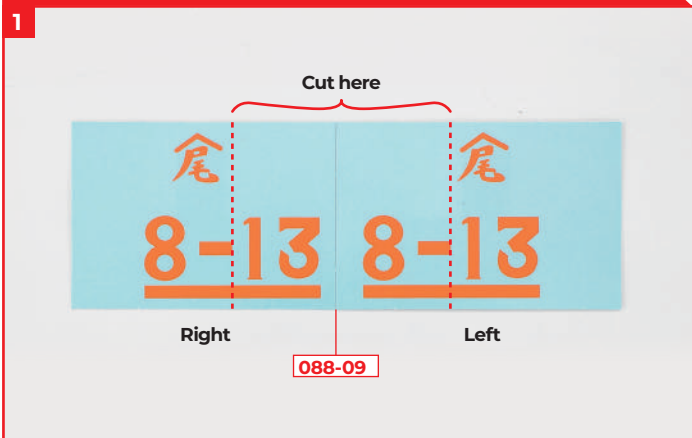 1
Cut here
尾 尾
8-13 8-13
Right Left
088-09